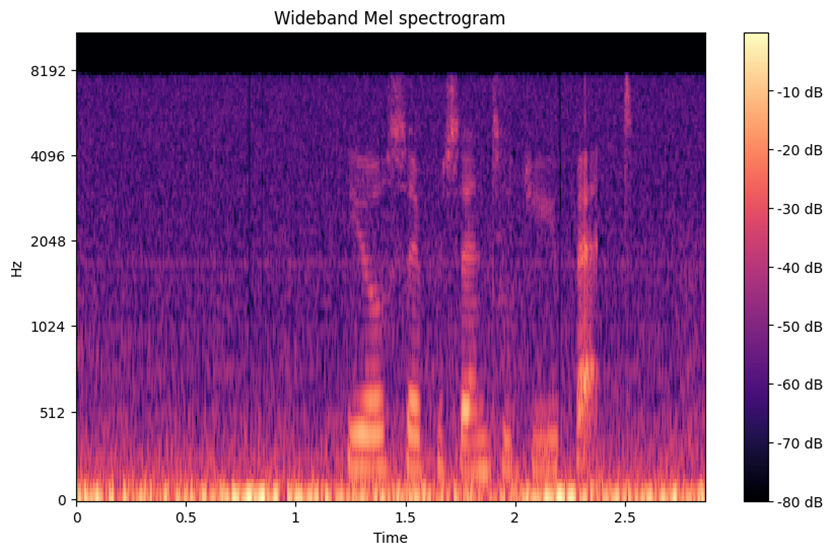 Wideband Mel spectrogram
8192
4096
2048
1024
512
0
Hz
0
0.5
1
1.5
2
2.5
Time
-10 dB
-20 dB
-30 dB
-40 dB
-50 dB
-60 dB
-70 dB
-80 dB